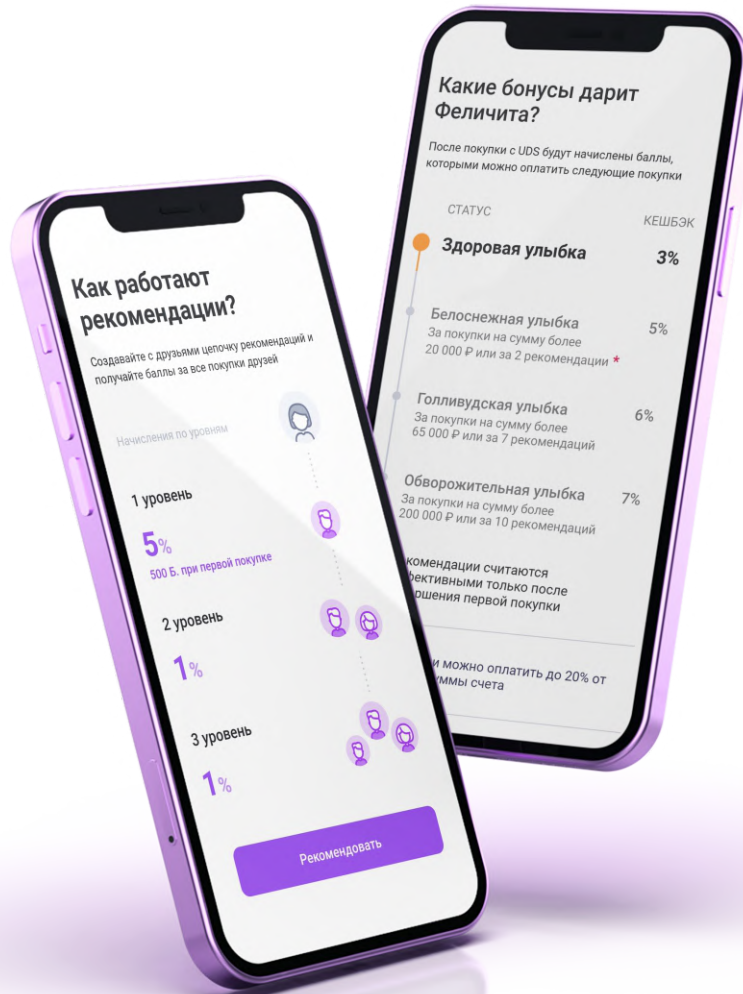 Как работают
рекомендации?
Создавайте с друзьями цепочку рекомендаций и
получайте баллы за все покупки друзей
Начисления по уровням
1 уровень
5%
500 Б. при первой покупке
2 уровень
1%
3 уровень
1%
Рекомендовать
Какие бонусы дарит
Феличита?
После покупки с UDS будут начислены баллы,
которыми можно оплатить следующие покупки
СТАТУС КЕШБЭК
Здоровая улыбка 3%
Белоснежная улыбка 5%
За покупки на сумму более
20 000 ₽ или за 2 рекомендации *
Голливудская улыбка 6%
За покупки на сумму более
65 000 ₽ или за 7 рекомендаций
Обворожительная улыбка 7%
За покупки на сумму более
200 000 ₽ или за 10 рекомендаций
комендации считаются
фективными только после
ршения первой покупки
и можно оплатить до 20% от
уммы счета